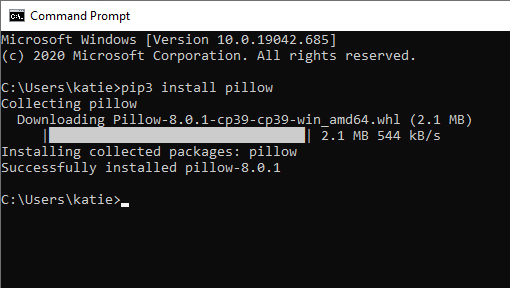 Command Prompt
Microsoft Windows [Version 10.0.19042.685]
(c) 2020 Microsoft Corporation. All rights reserved.
C:\Users\katie>pip3 install pillow
Collecting pillow
Downloading Pillow-8.0.1-cp39-cp39-win_amd64.whl (2.1 MB)
|████████████████████████████████| 2.1 MB 544 kB/s
Installing collected packages: pillow
Successfully installed pillow-8.0.1
C:\Users\katie>